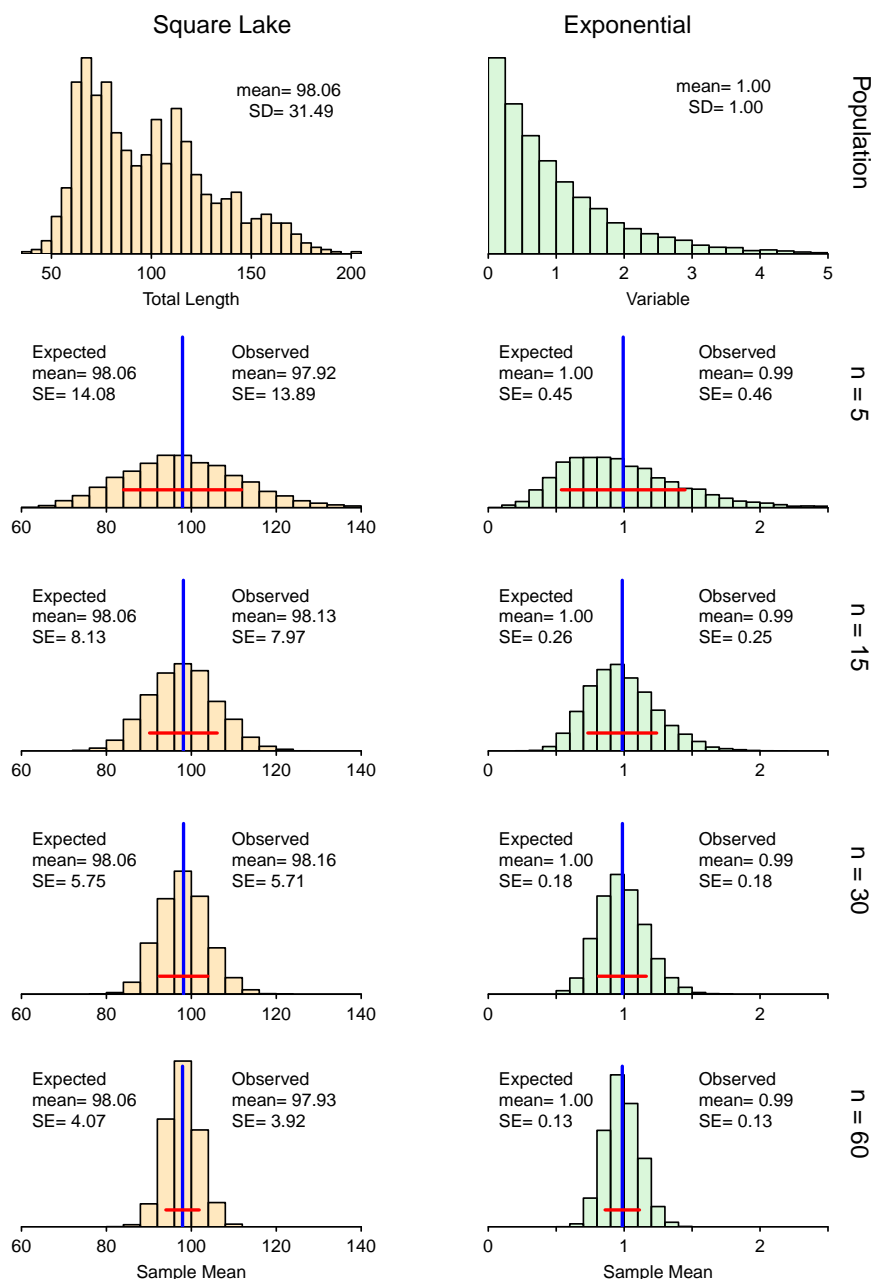 Square Lake
Exponential
mean= 98.06
SD= 31.49
mean= 1.00
SD= 1.00
Population
50 100 150 200
Total Length
0 1 2 3 4 5
Variable
Expected
mean= 98.06
SE= 14.08
Observed
mean= 97.92
SE= 13.89
Expected
mean= 1.00
SE= 0.45
Observed
mean= 0.99
SE= 0.46
n = 5
60 80 100 120 140
0 1 2
Expected
mean= 98.06
SE= 8.13
Observed
mean= 98.13
SE= 7.97
Expected
mean= 1.00
SE= 0.26
Observed
mean= 0.99
SE= 0.25
n = 15
60 80 100 120 140
0 1 2
Expected
mean= 98.06
SE= 5.75
Observed
mean= 98.16
SE= 5.71
Expected
mean= 1.00
SE= 0.18
Observed
mean= 0.99
SE= 0.18
n = 30
60 80 100 120 140
0 1 2
Expected
mean= 98.06
SE= 4.07
Observed
mean= 97.93
SE= 3.92
Expected
mean= 1.00
SE= 0.13
Observed
mean= 0.99
SE= 0.13
n = 60
60 80 100 120 140
Sample Mean
0 1 2
Sample Mean